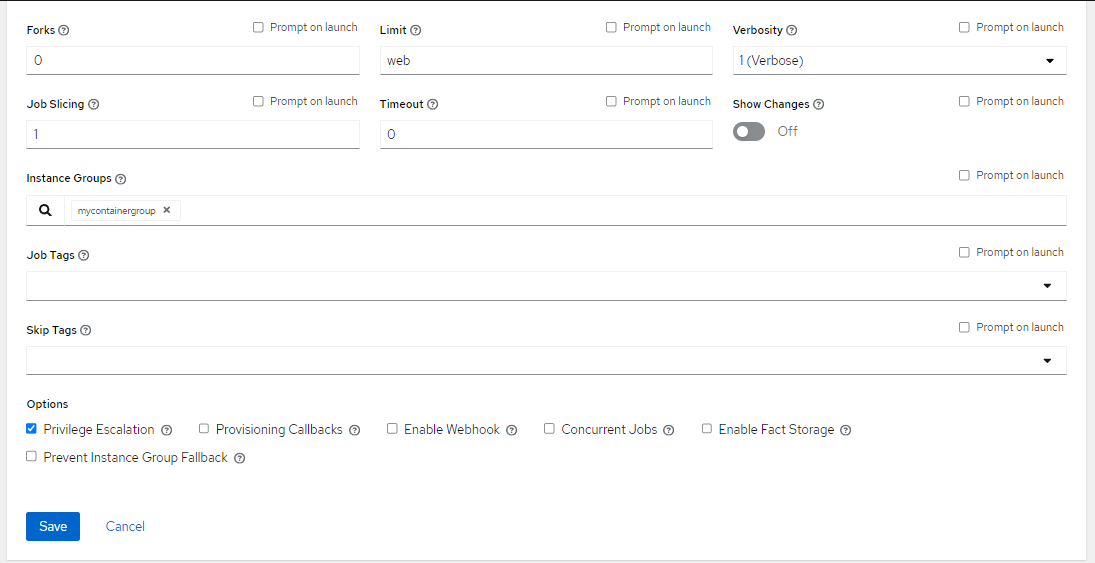 Forks Prompt on launch Limit Prompt on launch Verbosity Prompt on launch
0 web 1 (Verbose)
Job Slicing Prompt on launch Timeout Prompt on launch Show Changes Prompt on launch
1 0 Off
Instance Groups Prompt on launch
mycontainergroup
Job Tags Prompt on launch
Skip Tags Prompt on launch
Options
Privilege Escalation Provisioning Callbacks Enable Webhook Concurrent Jobs Enable Fact Storage
Prevent Instance Group Fallback
Save Cancel